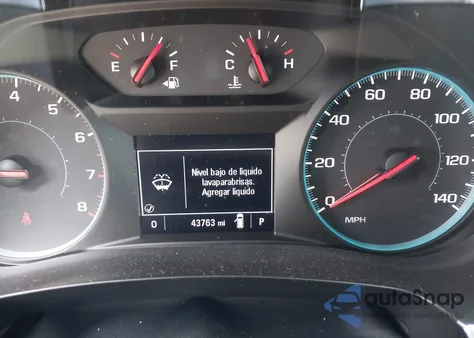 E F C H
4 5 6 7 8
0 20 40 60 80 100 120 140
MPH
Nivel bajo de líquido
lavaparabrisas.
Agregar líquido
0 43763 mi P
autoSnap